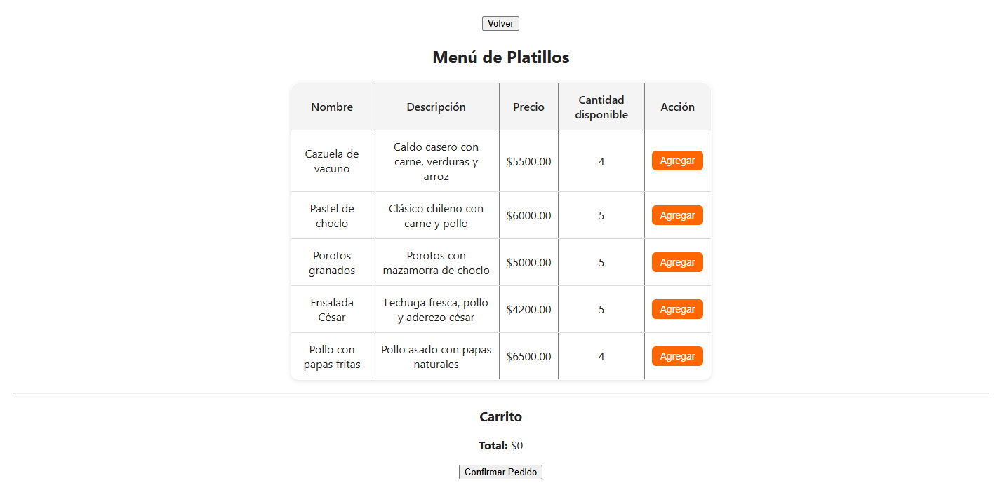 Volver
Menú de Platillos
Nombre Descripción Precio Cantidad disponible Acción
Cazuela de vacuno Caldo casero con carne, verduras y arroz $5500.00 4 Agregar
Pastel de choclo Clásico chileno con carne y pollo $6000.00 5 Agregar
Porotos granados Porotos con mazamorra de choclo $5000.00 5 Agregar
Ensalada César Lechuga fresca, pollo y aderezo césar $4200.00 5 Agregar
Pollo con papas fritas Pollo asado con papas naturales $6500.00 4 Agregar
Carrito
Total: $0
Confirmar Pedido